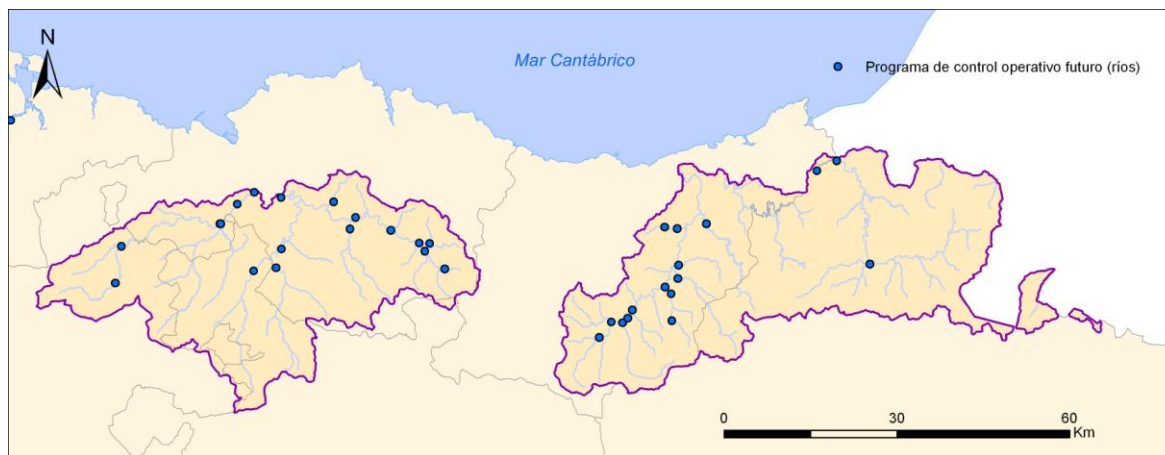 N
Mar Cantábrico
Programa de control operativo futuro (ríos)
0 30 60
Km